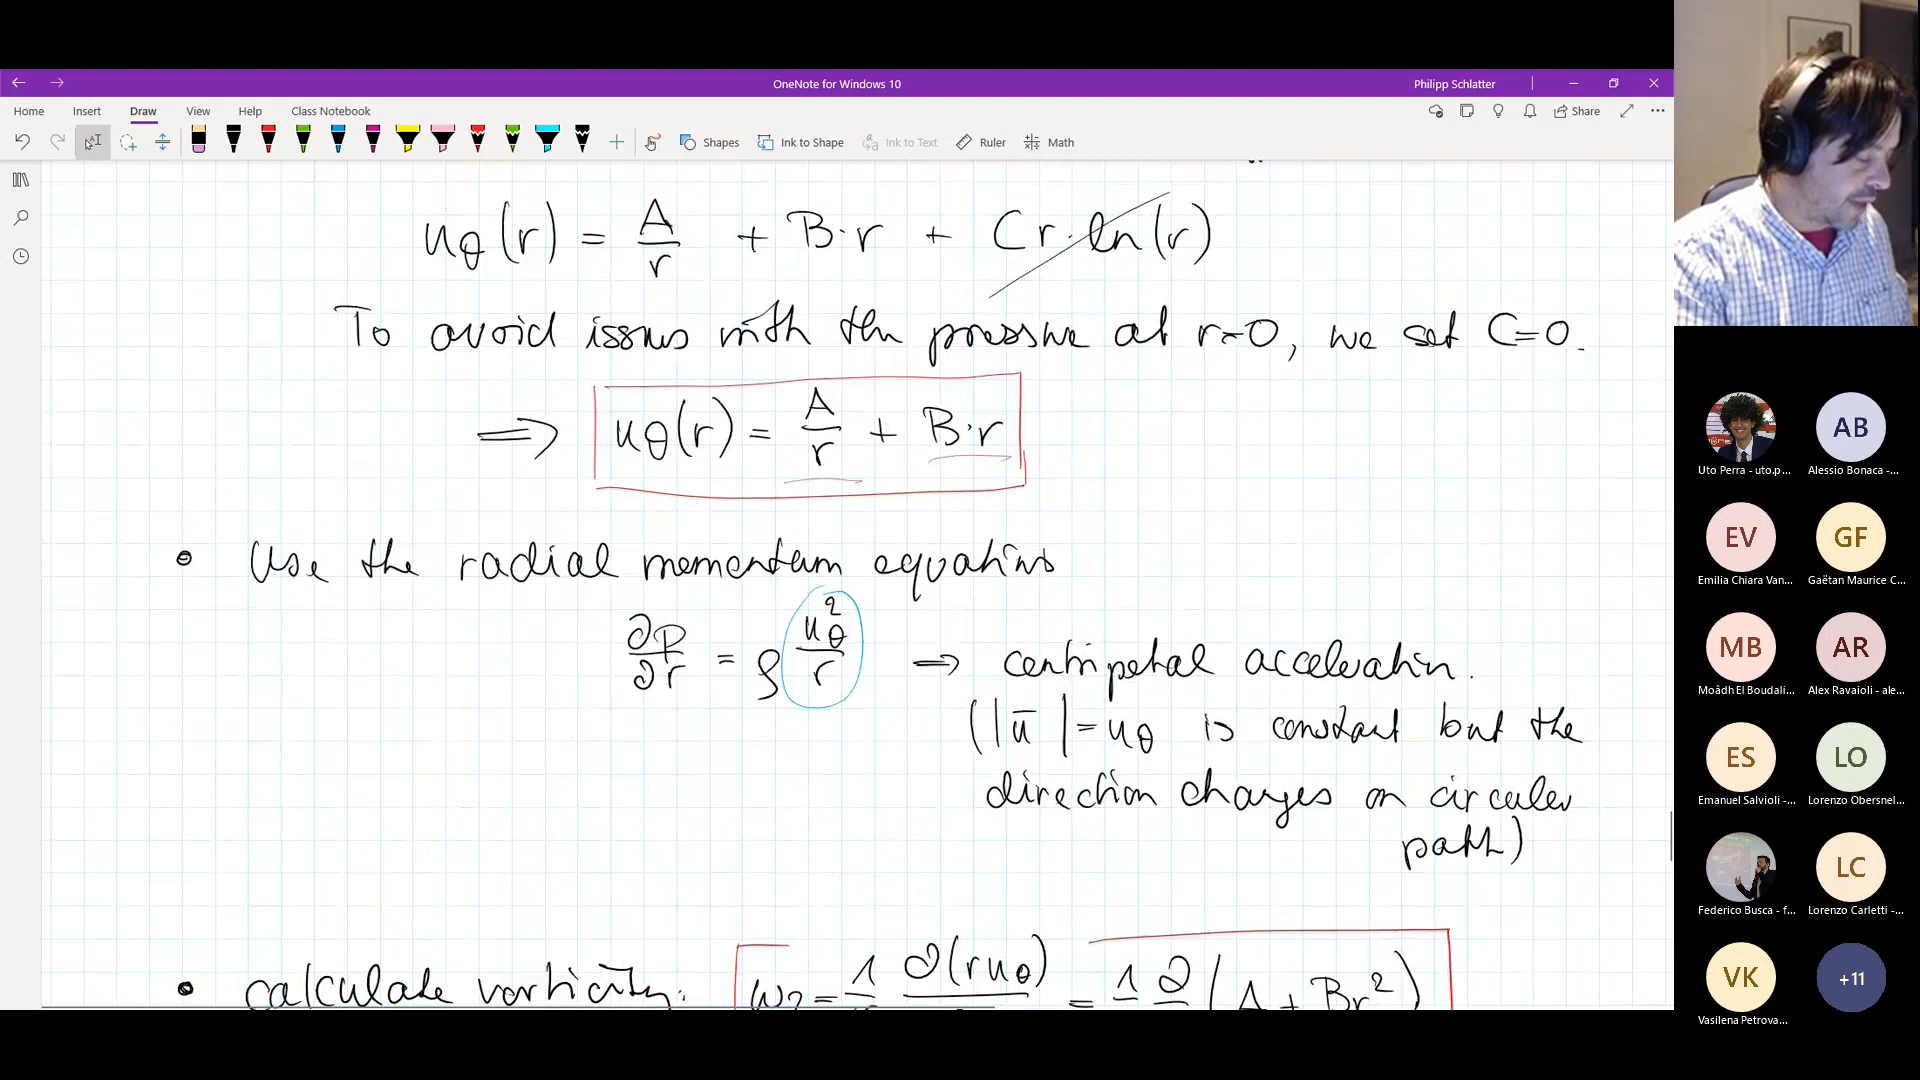 OneNote for Windows 10
Philipp Schlatter
Home Insert Draw View Help Class Notebook
Share
Shapes Ink to Shape Ink to Text Ruler Math
uθ(r) = A/r + B·r + Cr·ln(r)
To avoid issues with the pressure at r=0, we set C=0.
⇒ uθ(r) = A/r + B·r
• Use the radial momentum equations
∂p/∂r = ρ uθ²/r → centripetal acceleration.
(|ū| = uθ is constant but the
direction changes on circular
path)
• calculate vorticity:
∂(ruθ)
= 1 ∂ (A + Br²)
Uto Perra - uto.p...
AB
Alessio Bonaca -...
EV
Emilia Chiara Van...
GF
Gaëtan Maurice C...
MB
Moâdh El Boudali...
AR
Alex Ravaioli - ale...
ES
Emanuel Salvioli -...
LO
Lorenzo Obersnel...
Federico Busca - f...
LC
Lorenzo Carletti -...
VK
Vasilena Petrova...
+11